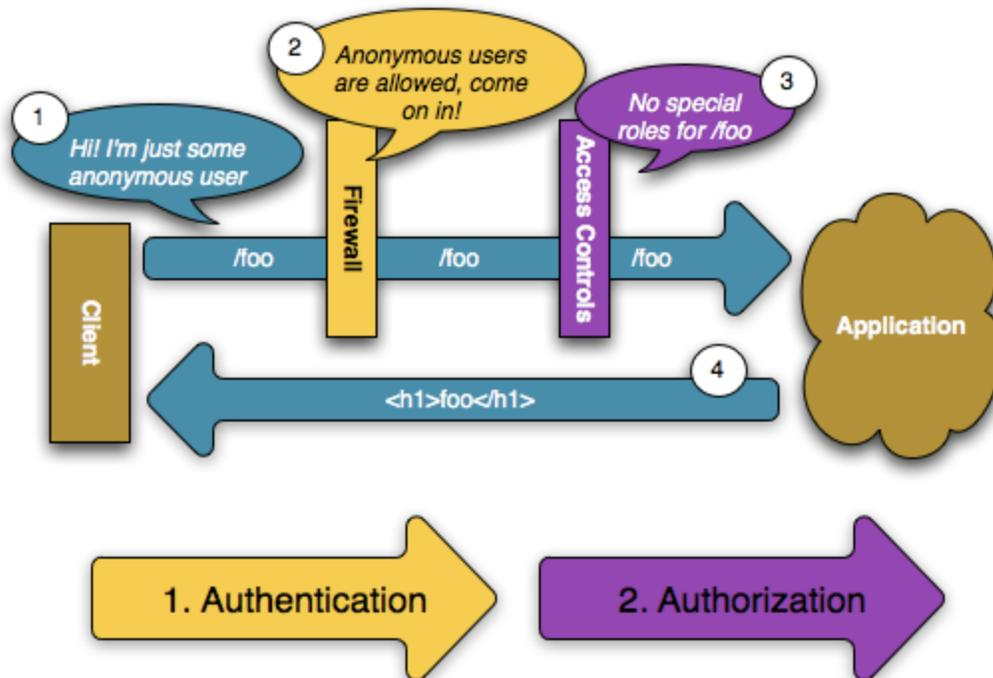 1
Hi! I'm just some
anonymous user
2
Anonymous users
are allowed, come
on in!
3
No special
roles for /foo
Client
/foo
Firewall
/foo
Access Controls
/foo
Application
4
<h1>foo</h1>
1. Authentication
2. Authorization